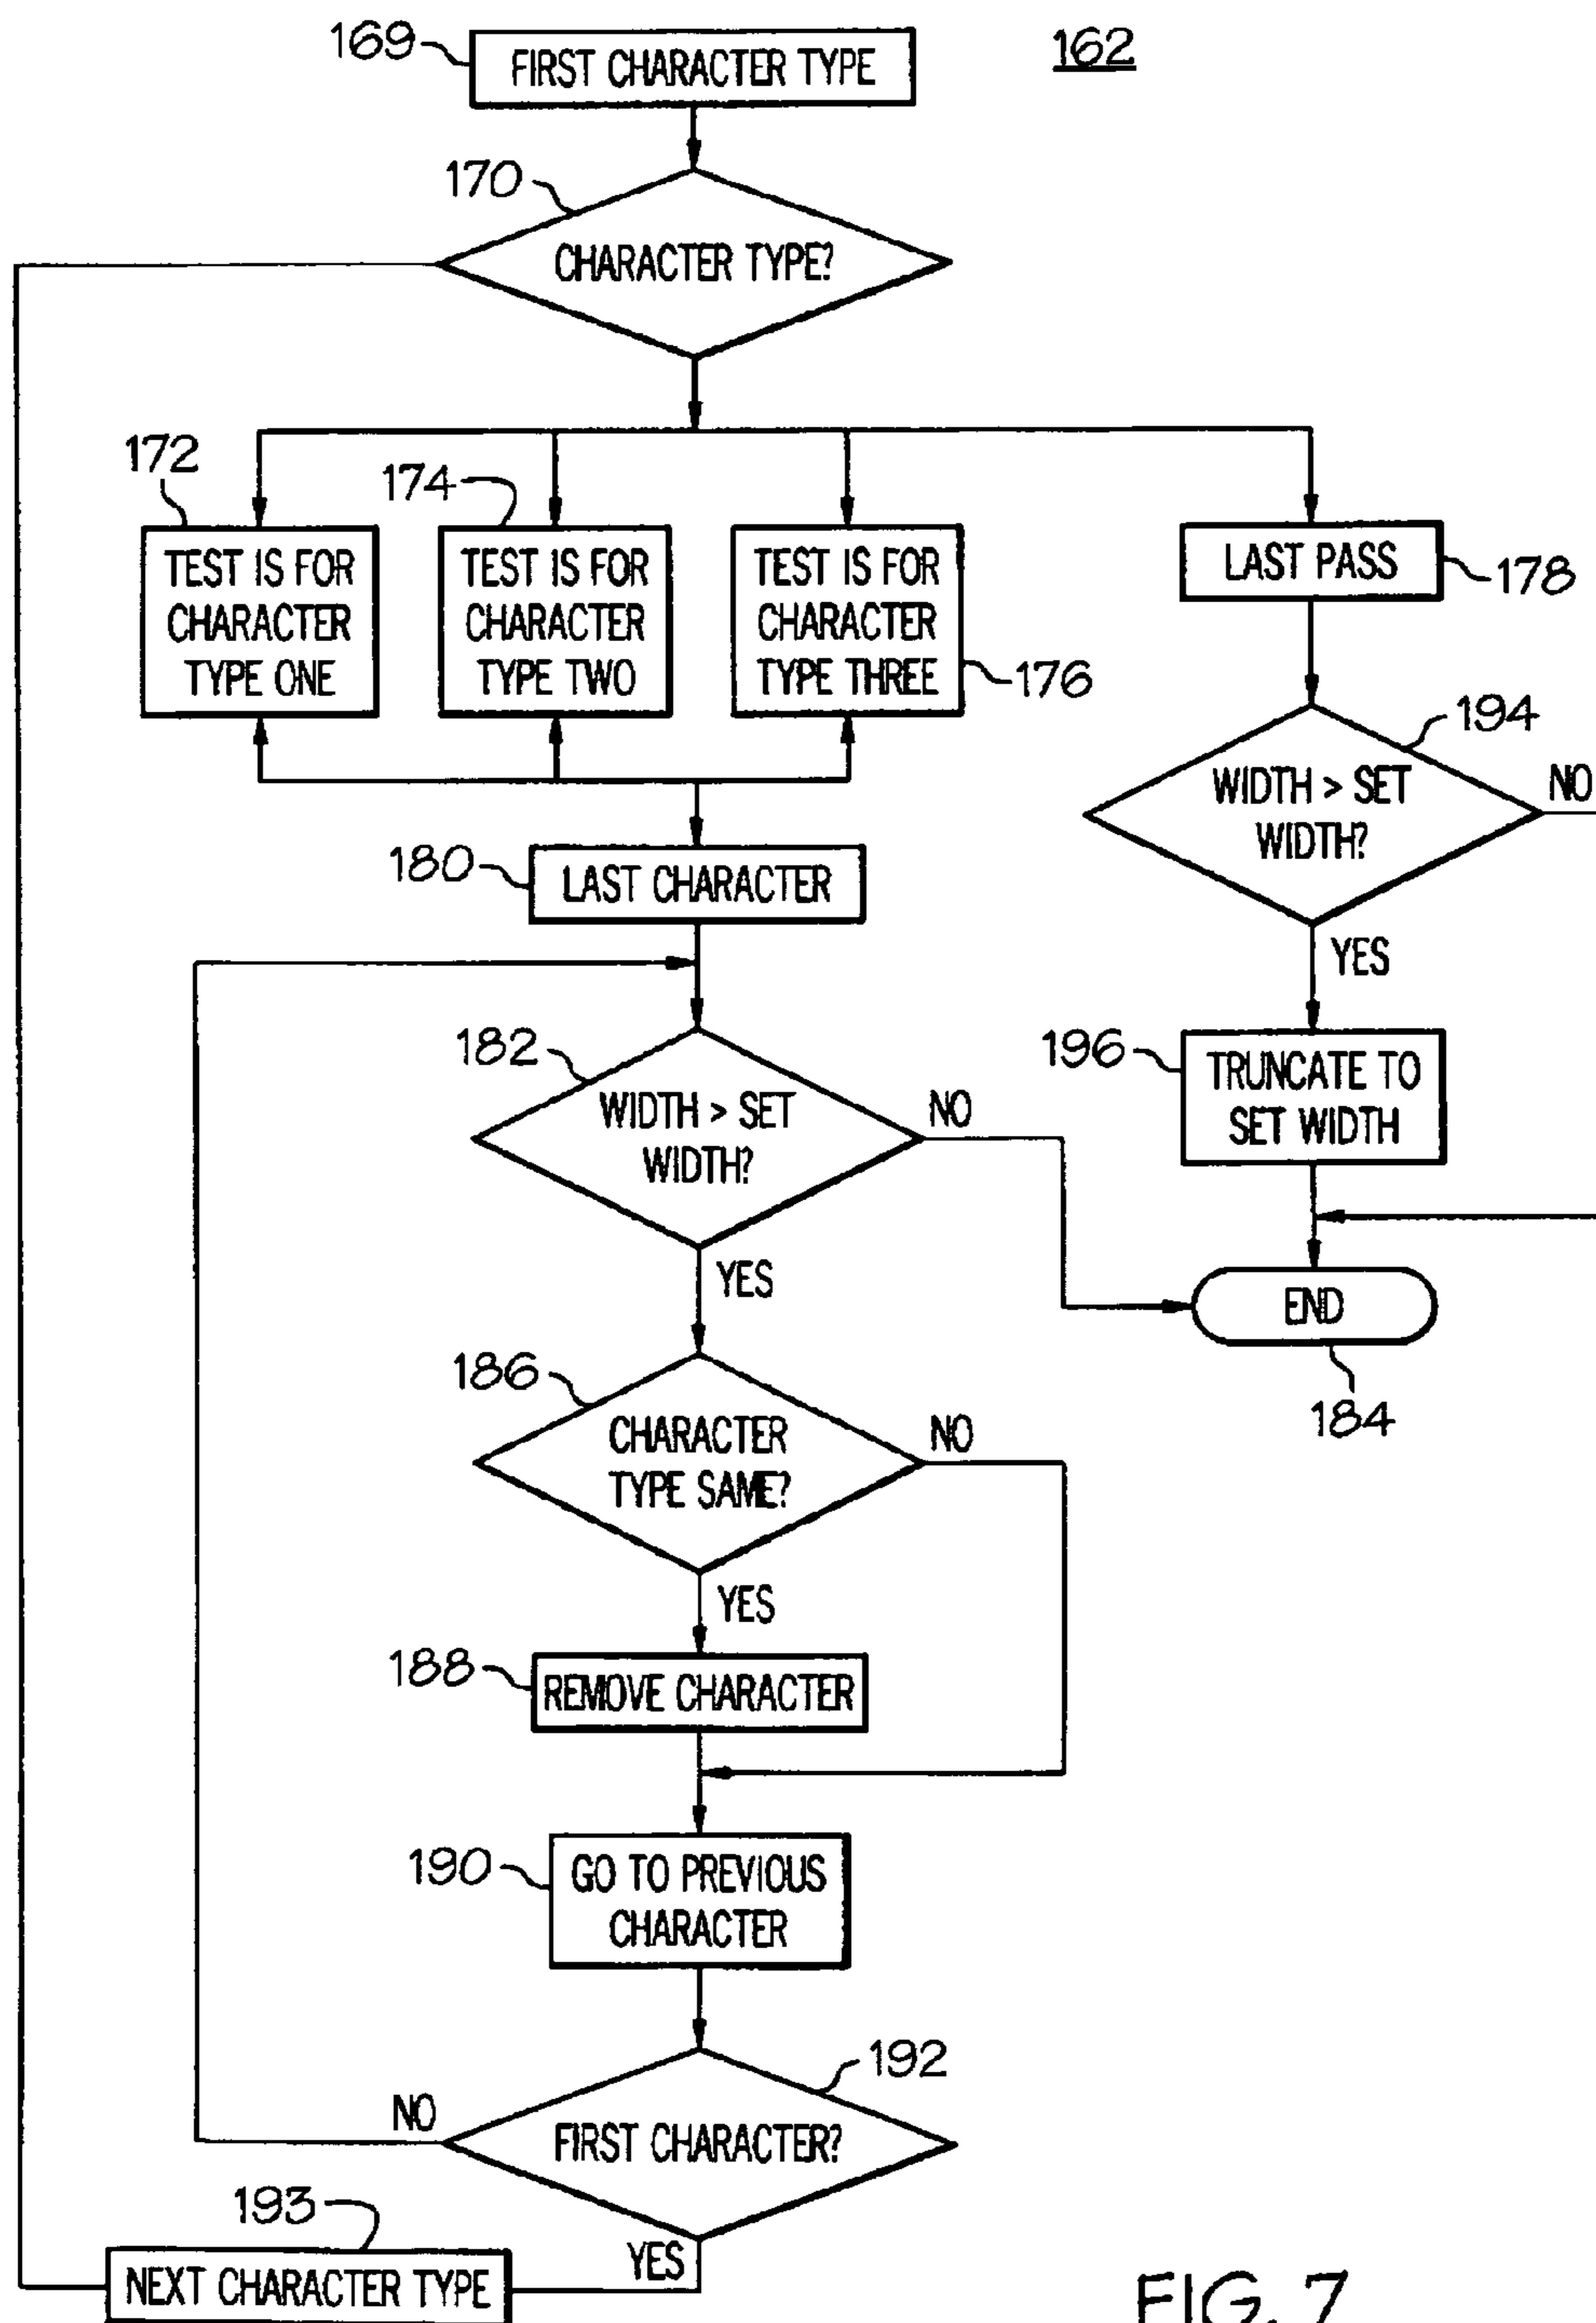 169
FIRST CHARACTER TYPE
162
170
CHARACTER TYPE?
172
TEST IS FOR
CHARACTER
TYPE ONE
174
TEST IS FOR
CHARACTER
TYPE TWO
TEST IS FOR
CHARACTER
TYPE THREE
176
LAST PASS
178
194
WIDTH > SET
WIDTH?
NO
YES
180
LAST CHARACTER
182
WIDTH > SET
WIDTH?
NO
YES
196
TRUNCATE TO
SET WIDTH
END
184
186
CHARACTER
TYPE SAME?
NO
YES
188
REMOVE CHARACTER
190
GO TO PREVIOUS
CHARACTER
192
FIRST CHARACTER?
NO
YES
193
NEXT CHARACTER TYPE
FIG. 7